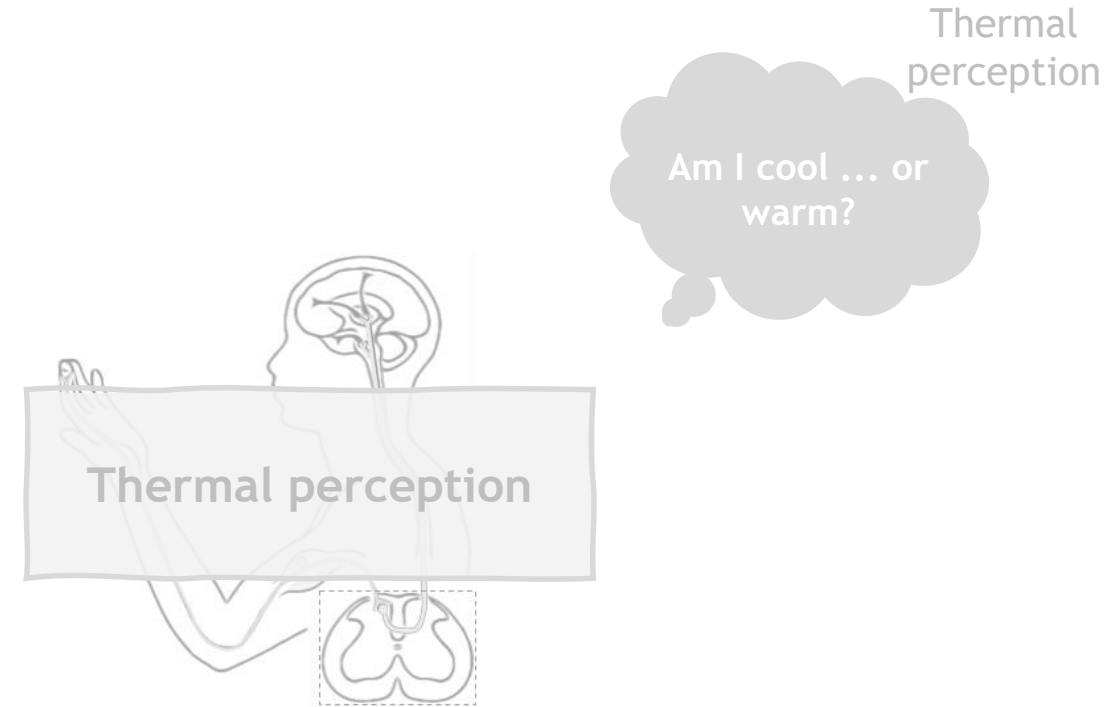 Thermal
perception
Am I cool ... or
warm?
Thermal perception